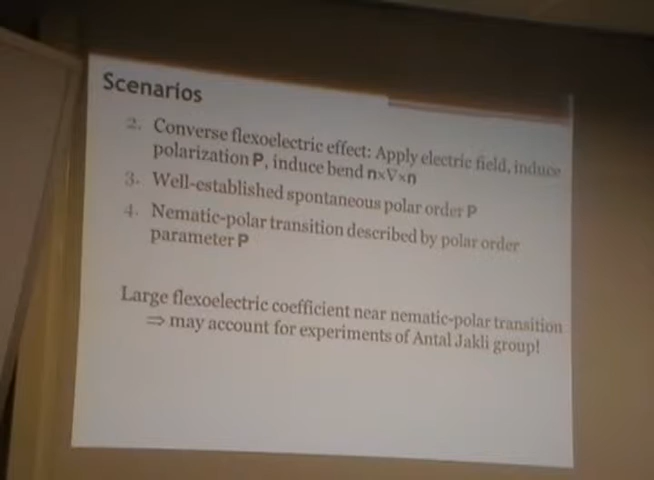 Scenarios
2. Converse flexoelectric effect: Apply electric field, induce
polarization P, induce bend n×∇×n
3. Well-established spontaneous polar order P
4. Nematic-polar transition described by polar order
parameter P
Large flexoelectric coefficient near nematic-polar transition
⇒ may account for experiments of Antal Jakli group!